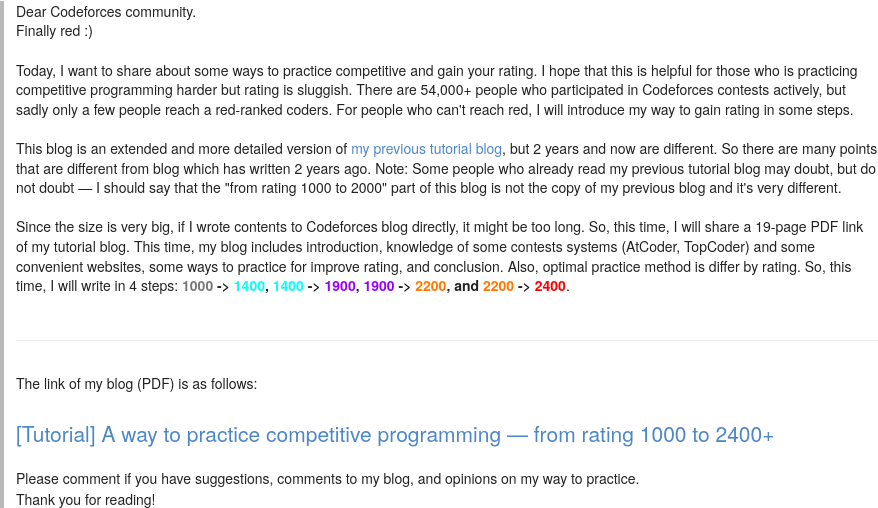 Dear Codeforces community.
Finally red :)
Today, I want to share about some ways to practice competitive and gain your rating. I hope that this is helpful for those who is practicing
competitive programming harder but rating is sluggish. There are 54,000+ people who participated in Codeforces contests actively, but
sadly only a few people reach a red-ranked coders. For people who can't reach red, I will introduce my way to gain rating in some steps.
This blog is an extended and more detailed version of my previous tutorial blog, but 2 years and now are different. So there are many points
that are different from blog which has written 2 years ago. Note: Some people who already read my previous tutorial blog may doubt, but do
not doubt — I should say that the "from rating 1000 to 2000" part of this blog is not the copy of my previous blog and it's very different.
Since the size is very big, if I wrote contents to Codeforces blog directly, it might be too long. So, this time, I will share a 19-page PDF link
of my tutorial blog. This time, my blog includes introduction, knowledge of some contests systems (AtCoder, TopCoder) and some
convenient websites, some ways to practice for improve rating, and conclusion. Also, optimal practice method is differ by rating. So, this
time, I will write in 4 steps: 1000 -> 1400, 1400 -> 1900, 1900 -> 2200, and 2200 -> 2400.
The link of my blog (PDF) is as follows:
[Tutorial] A way to practice competitive programming — from rating 1000 to 2400+
Please comment if you have suggestions, comments to my blog, and opinions on my way to practice.
Thank you for reading!